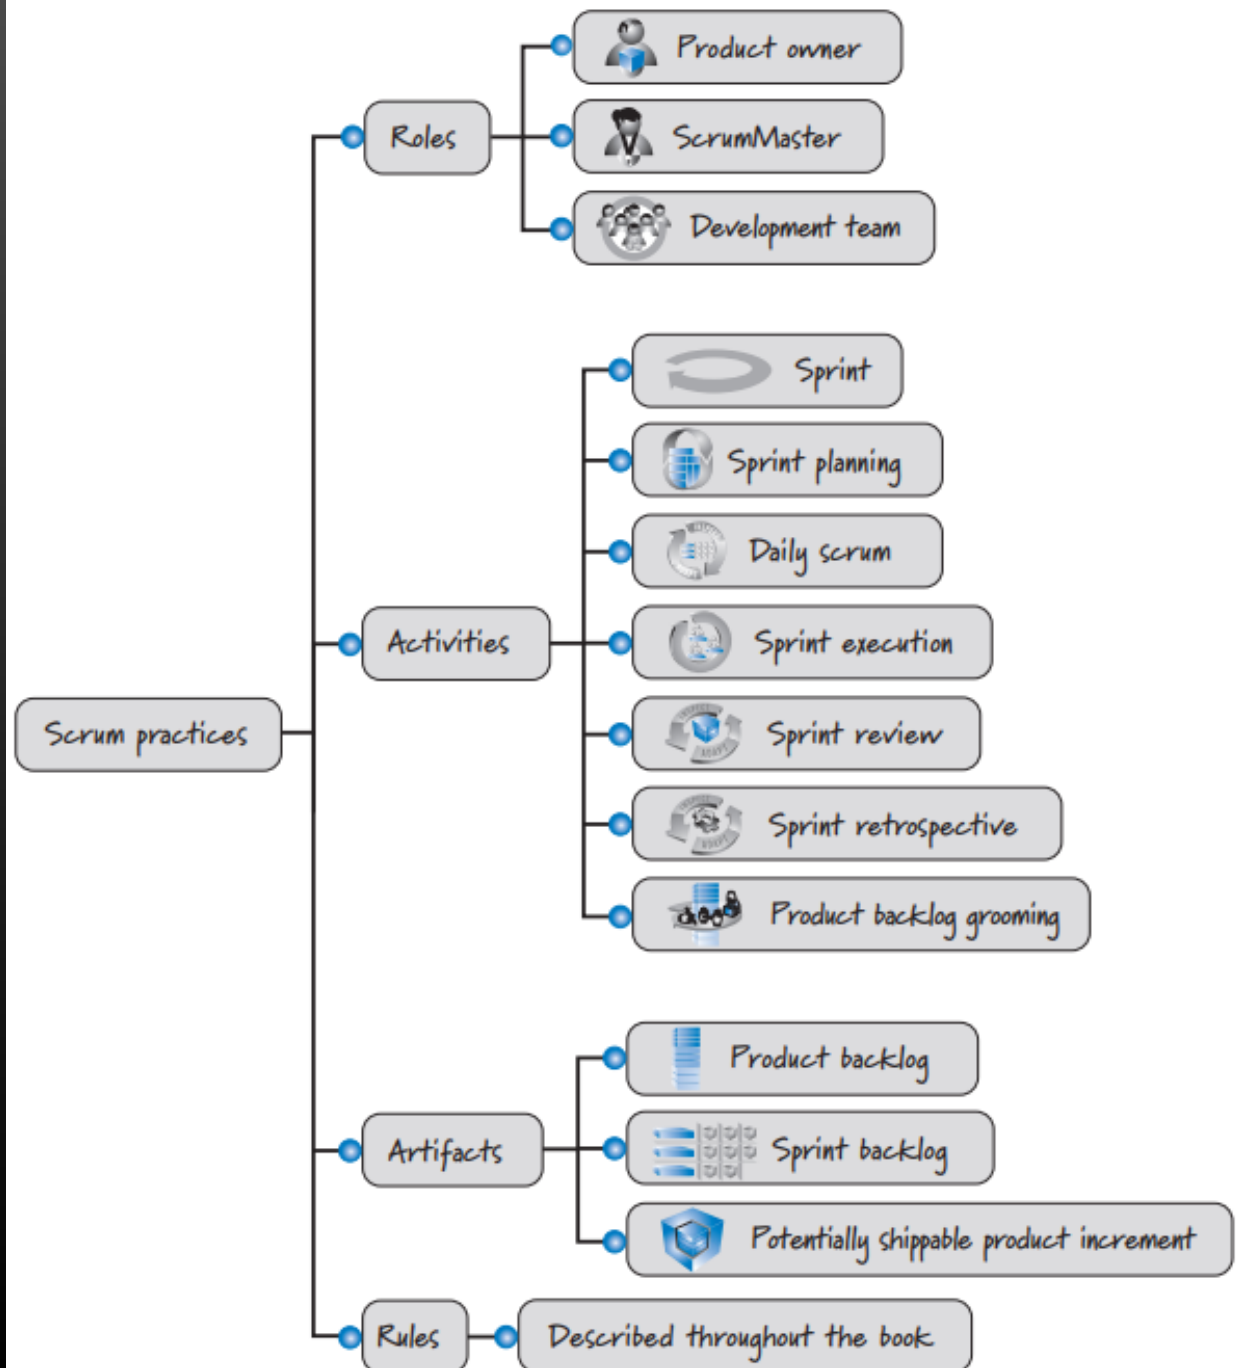 Product owner
Roles
ScrumMaster
Development team
Sprint
Sprint planning
Daily scrum
Activities
Sprint execution
Scrum practices
Sprint review
Sprint retrospective
Product backlog grooming
Product backlog
Artifacts
Sprint backlog
Potentially shippable product increment
Rules
Described throughout the book